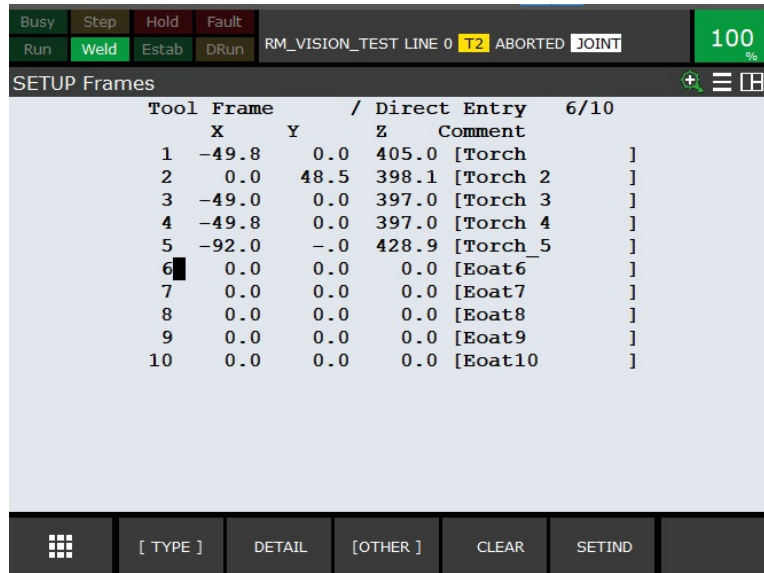 Busy Step Hold Fault
Run Weld Estab DRun RM_VISION_TEST LINE 0 T2 ABORTED JOINT 100 %
SETUP Frames
Tool Frame / Direct Entry 6/10
X Y Z Comment
1 -49.8 0.0 405.0 [Torch ]
2 0.0 48.5 398.1 [Torch 2 ]
3 -49.0 0.0 397.0 [Torch 3 ]
4 -49.8 0.0 397.0 [Torch 4 ]
5 -92.0 -.0 428.9 [Torch_5 ]
6 0.0 0.0 0.0 [Eoat6 ]
7 0.0 0.0 0.0 [Eoat7 ]
8 0.0 0.0 0.0 [Eoat8 ]
9 0.0 0.0 0.0 [Eoat9 ]
10 0.0 0.0 0.0 [Eoat10 ]
[ TYPE ] DETAIL [OTHER ] CLEAR SETIND